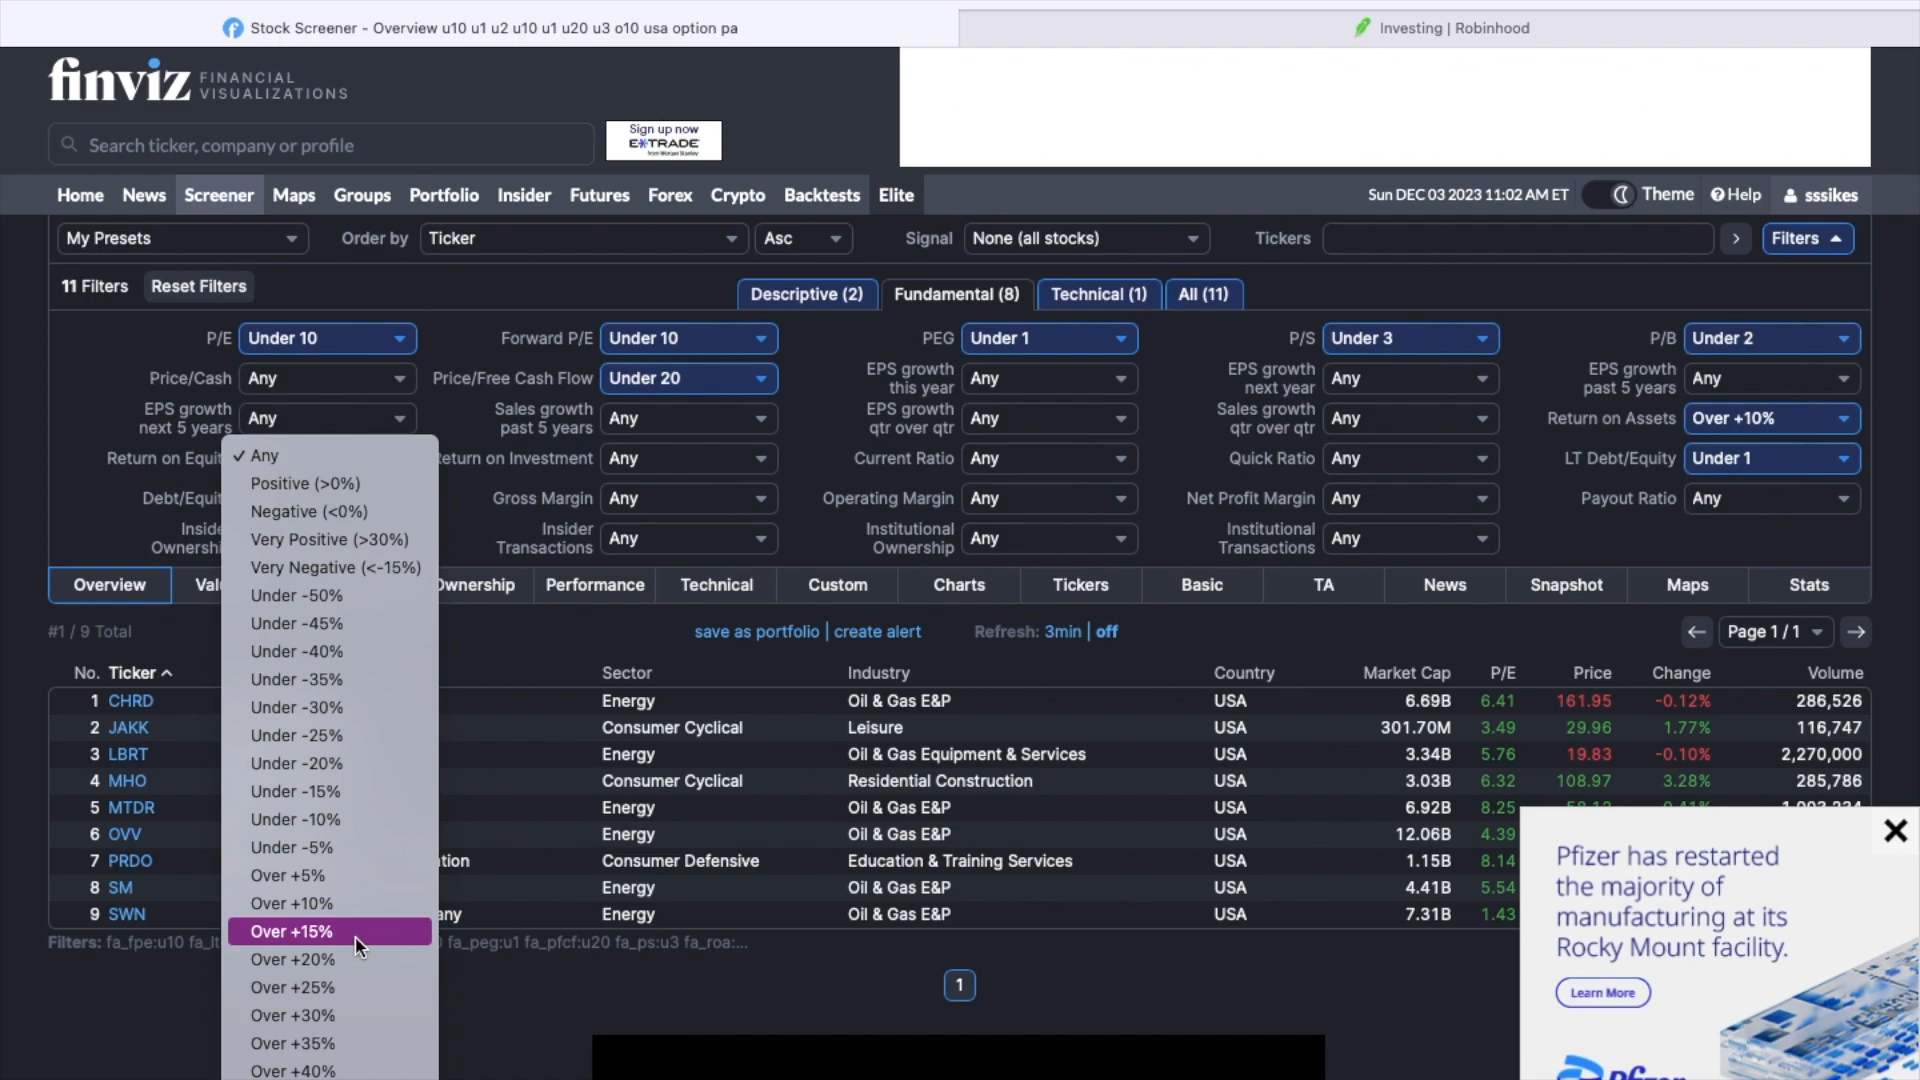 Stock Screener - Overview u10 u1 u2 u10 u1 u20 u3 o10 usa option pa
Investing | Robinhood
finviz FINANCIAL VISUALIZATIONS
Search ticker, company or profile
Sign up now
E*TRADE
from Morgan Stanley
Home News Screener Maps Groups Portfolio Insider Futures Forex Crypto Backtests Elite
Sun DEC 03 2023 11:02 AM ET Theme Help sssikes
My Presets Order by Ticker Asc Signal None (all stocks) Tickers > Filters
11 Filters Reset Filters Descriptive (2) Fundamental (8) Technical (1) All (11)
P/E Under 10 Forward P/E Under 10 PEG Under 1 P/S Under 3 P/B Under 2
Price/Cash Any Price/Free Cash Flow Under 20 EPS growth this year Any EPS growth next year Any EPS growth past 5 years Any
EPS growth next 5 years Any Sales growth past 5 years Any EPS growth qtr over qtr Any Sales growth qtr over qtr Any Return on Assets Over +10%
Return on Equit eturn on Investment Any Current Ratio Any Quick Ratio Any LT Debt/Equity Under 1
Debt/Equit Gross Margin Any Operating Margin Any Net Profit Margin Any Payout Ratio Any
Inside Ownershi Insider Transactions Any Institutional Ownership Any Institutional Transactions Any
✓ Any
Positive (>0%)
Negative (<0%)
Very Positive (>30%)
Very Negative (<-15%)
Under -50%
Under -45%
Under -40%
Under -35%
Under -30%
Under -25%
Under -20%
Under -15%
Under -10%
Under -5%
Over +5%
Over +10%
Over +15%
Over +20%
Over +25%
Over +30%
Over +35%
Over +40%
Overview Val Ownership Performance Technical Custom Charts Tickers Basic TA News Snapshot Maps Stats
#1 / 9 Total save as portfolio | create alert Refresh: 3min | off Page 1 / 1
No. Ticker Sector Industry Country Market Cap P/E Price Change Volume
1 CHRD Energy Oil & Gas E&P USA 6.69B 6.41 161.95 -0.12% 286,526
2 JAKK Consumer Cyclical Leisure USA 301.70M 3.49 29.96 1.77% 116,747
3 LBRT Energy Oil & Gas Equipment & Services USA 3.34B 5.76 19.83 -0.10% 2,270,000
4 MHO Consumer Cyclical Residential Construction USA 3.03B 6.32 108.97 3.28% 285,786
5 MTDR Energy Oil & Gas E&P USA 6.92B 8.25
6 OVV Energy Oil & Gas E&P USA 12.06B 4.39
7 PRDO ation Consumer Defensive Education & Training Services USA 1.15B 8.14
8 SM Energy Oil & Gas E&P USA 4.41B 5.54
9 SWN any Energy Oil & Gas E&P USA 7.31B 1.43
Filters: fa_fpe:u10 fa_lt 0 fa_peg:u1 fa_pfcf:u20 fa_ps:u3 fa_roa:...
1
Pfizer has restarted
the majority of
manufacturing at its
Rocky Mount facility.
Learn More
Pfizer